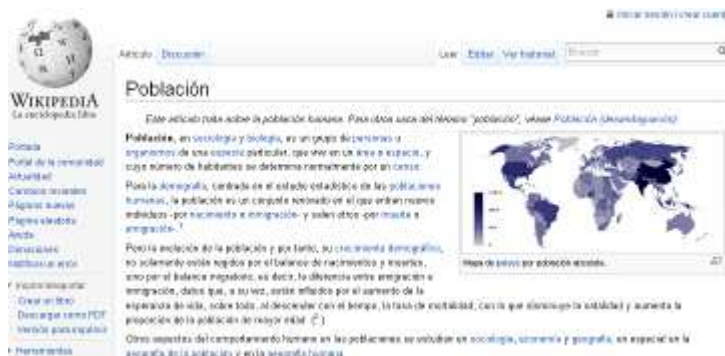 Iniciar sesión / crear cuenta
WIKIPEDIA
La enciclopedia libre
Artículo Discusión Leer Editar Ver historial
Población
Este artículo trata sobre la población humana. Para otros usos del término "población", véase Población (desambiguación)
Población, en sociología y biología, es un grupo de personas u
organismos de una especie particular, que vive en un área o espacio, y
cuyo número de habitantes se determina normalmente por un censo.
Para la demografía, centrada en el estudio estadístico de las poblaciones
humanas, la población es un conjunto renovado en el que entran nuevos
individuos -por nacimiento o inmigración- y salen otros -por muerte o
emigración-.1
Pero la evolución de la población y por tanto, su crecimiento demográfico,
no solamente están regidos por el balance de nacimientos y muertes,
sino por el balance migratorio, es decir, la diferencia entre emigración e
inmigración, datos que, a su vez, están influidos por el aumento de la
esperanza de vida, sobre todo, al descender con el tiempo, la tasa de mortalidad, con lo que disminuye la natalidad y aumenta la
proporción de la población de mayor edad
Otros aspectos del comportamiento humano en las poblaciones se estudian en sociología, economía y geografía, en especial en la
geografía de la población y en la geografía humana
Mapa de países por población absoluta.
Portada
Portal de la comunidad
Actualidad
Cambios recientes
Páginas nuevas
Página aleatoria
Ayuda
Donaciones
Notificar un error
Imprimir/exportar
Crear un libro
Descargar como PDF
Versión para imprimir
Herramientas